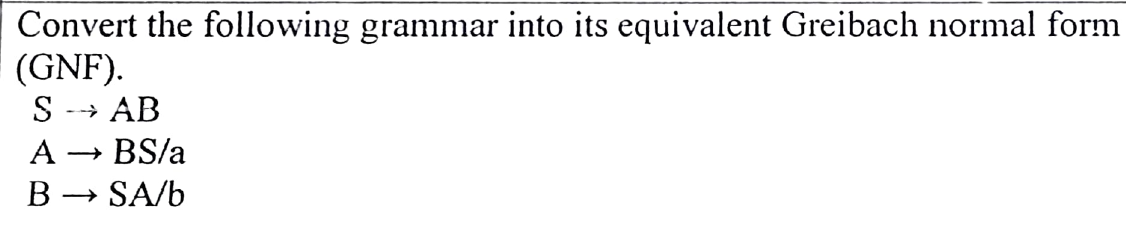 Convert the following grammar into its equivalent Greibach normal form
(GNF).
S → AB
A → BS/a
B → SA/b